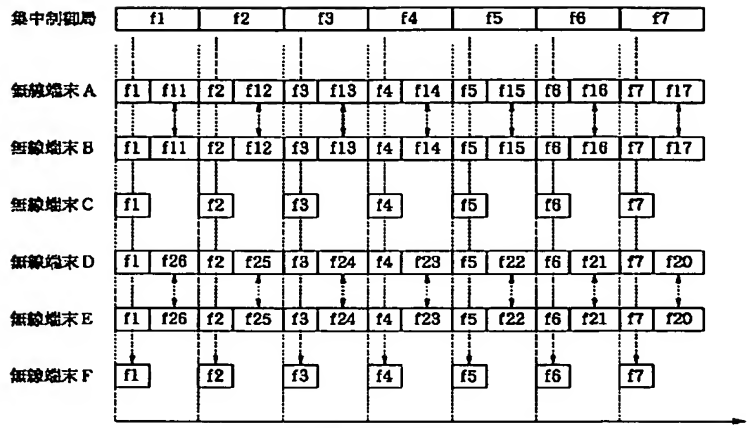 集中制御局 f1 f2 f3 f4 f5 f6 f7
無線端末A f1 f11 f2 f12 f3 f13 f4 f14 f5 f15 f6 f16 f7 f17
無線端末B f1 f11 f2 f12 f3 f13 f4 f14 f5 f15 f6 f16 f7 f17
無線端末C f1 f2 f3 f4 f5 f6 f7
無線端末D f1 f26 f2 f25 f3 f24 f4 f23 f5 f22 f6 f21 f7 f20
無線端末E f1 f26 f2 f25 f3 f24 f4 f23 f5 f22 f6 f21 f7 f20
無線端末F f1 f2 f3 f4 f5 f6 f7